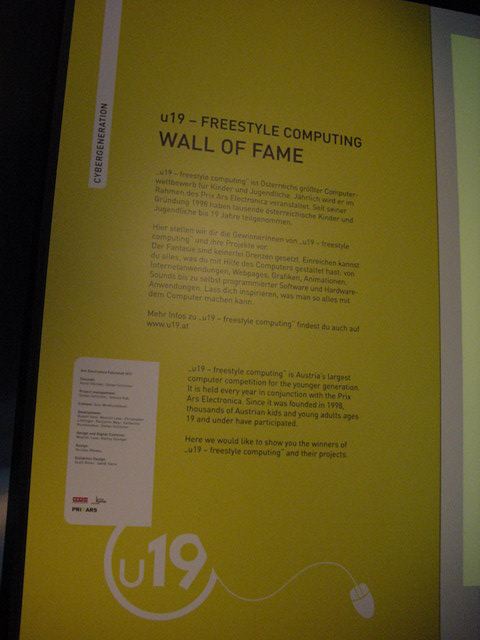 CYBERGENERATION
u19 – FREESTYLE COMPUTING
WALL OF FAME
„u19 – freestyle computing“ ist Österreichs größter Computer-
wettbewerb für Kinder und Jugendliche. Jährlich wird er im
Rahmen des Prix Ars Electronica veranstaltet. Seit seiner
Gründung 1998 haben tausende österreichische Kinder und
Jugendliche bis 19 Jahre teilgenommen.
Hier stellen wir dir die GewinnerInnen von „u19 – freestyle
computing“ und ihre Projekte vor.
Der Fantasie sind keinerlei Grenzen gesetzt. Einreichen kannst
du alles, was du mit Hilfe des Computers gestaltet hast, von
Internetanwendungen, Webpages, Grafiken, Animationen,
Sounds bis zu selbst programmierter Software und Hardware-
Anwendungen. Lass dich inspirieren, was man so alles mit
dem Computer machen kann.
Mehr Infos zu „u19 – freestyle computing“ findest du auch auf
www.u19.at
„u19 – freestyle computing“ is Austria's largest
computer competition for the younger generation.
It is held every year in conjunction with the Prix
Ars Electronica. Since it was founded in 1998,
thousands of Austrian kids and young adults ages
19 and under have participated.
Here we would like to show you the winners of
„u19 – freestyle computing“ and their projects.
Project management:
Design and Digital
PRIX ARS
u19